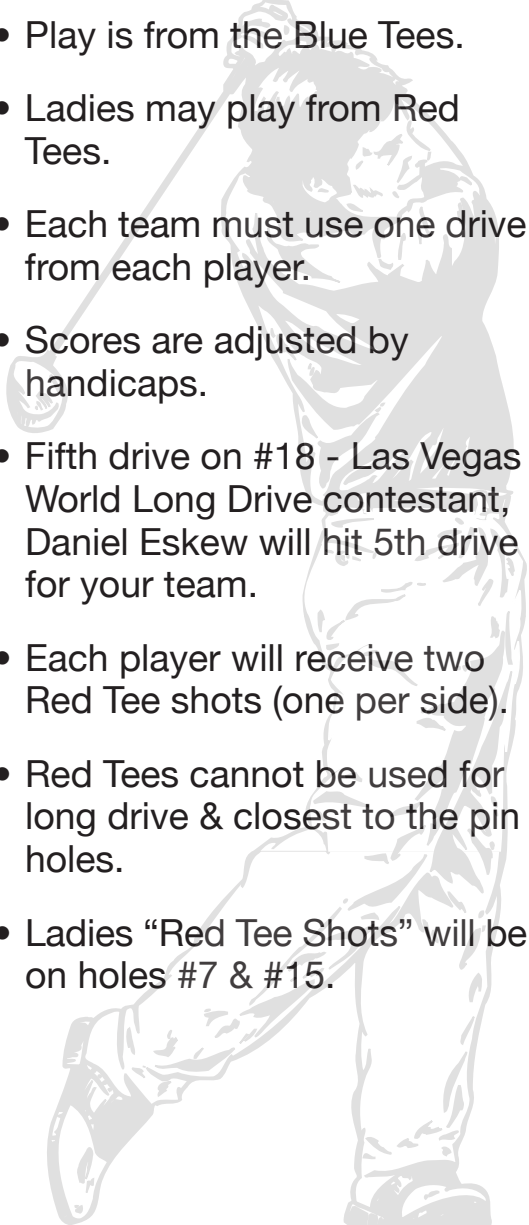 • Play is from the Blue Tees.
• Ladies may play from Red
Tees.
• Each team must use one drive
from each player.
• Scores are adjusted by
handicaps.
• Fifth drive on #18 - Las Vegas
World Long Drive contestant,
Daniel Eskew will hit 5th drive
for your team.
• Each player will receive two
Red Tee shots (one per side).
• Red Tees cannot be used for
long drive & closest to the pin
holes.
• Ladies “Red Tee Shots” will be
on holes #7 & #15.